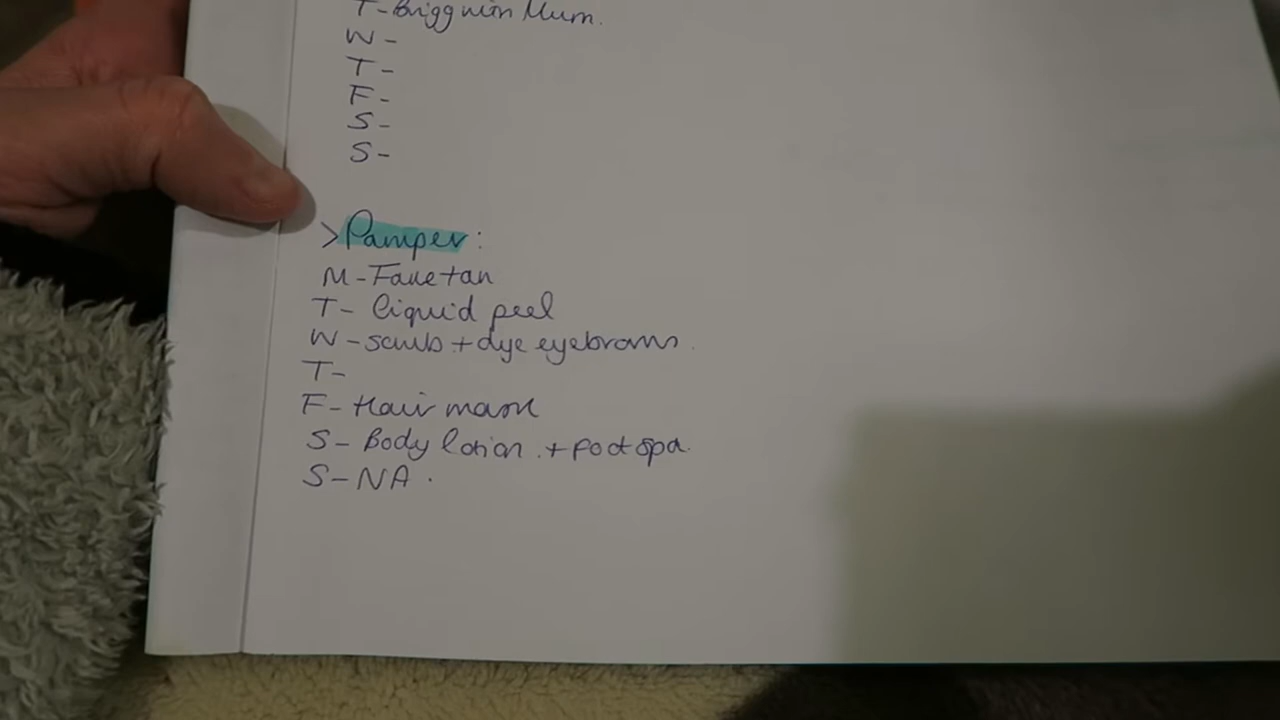 T-Brigg with Mum.
W -
T -
F -
S -
S -
>Pamper:
M - Fake tan
T - liquid peel
W - scrub + dye eyebrows.
T -
F - Hair mask
S - Body lotion. + foot spa.
S - NA.